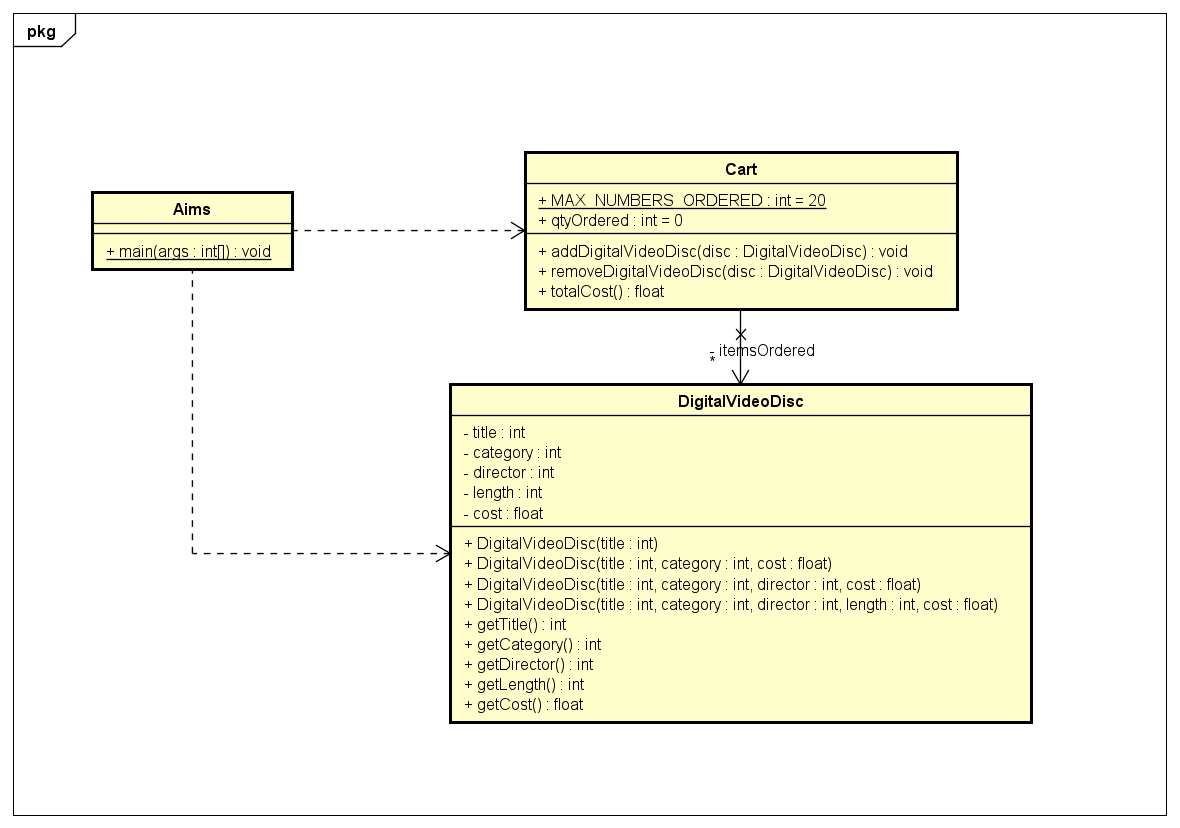 pkg
Aims
+ main(args : int[]) : void
Cart
+ MAX_NUMBERS_ORDERED : int = 20
+ qtyOrdered : int = 0
+ addDigitalVideoDisc(disc : DigitalVideoDisc) : void
+ removeDigitalVideoDisc(disc : DigitalVideoDisc) : void
+ totalCost() : float
- itemsOrdered
*
DigitalVideoDisc
- title : int
- category : int
- director : int
- length : int
- cost : float
+ DigitalVideoDisc(title : int)
+ DigitalVideoDisc(title : int, category : int, cost : float)
+ DigitalVideoDisc(title : int, category : int, director : int, cost : float)
+ DigitalVideoDisc(title : int, category : int, director : int, length : int, cost : float)
+ getTitle() : int
+ getCategory() : int
+ getDirector() : int
+ getLength() : int
+ getCost() : float